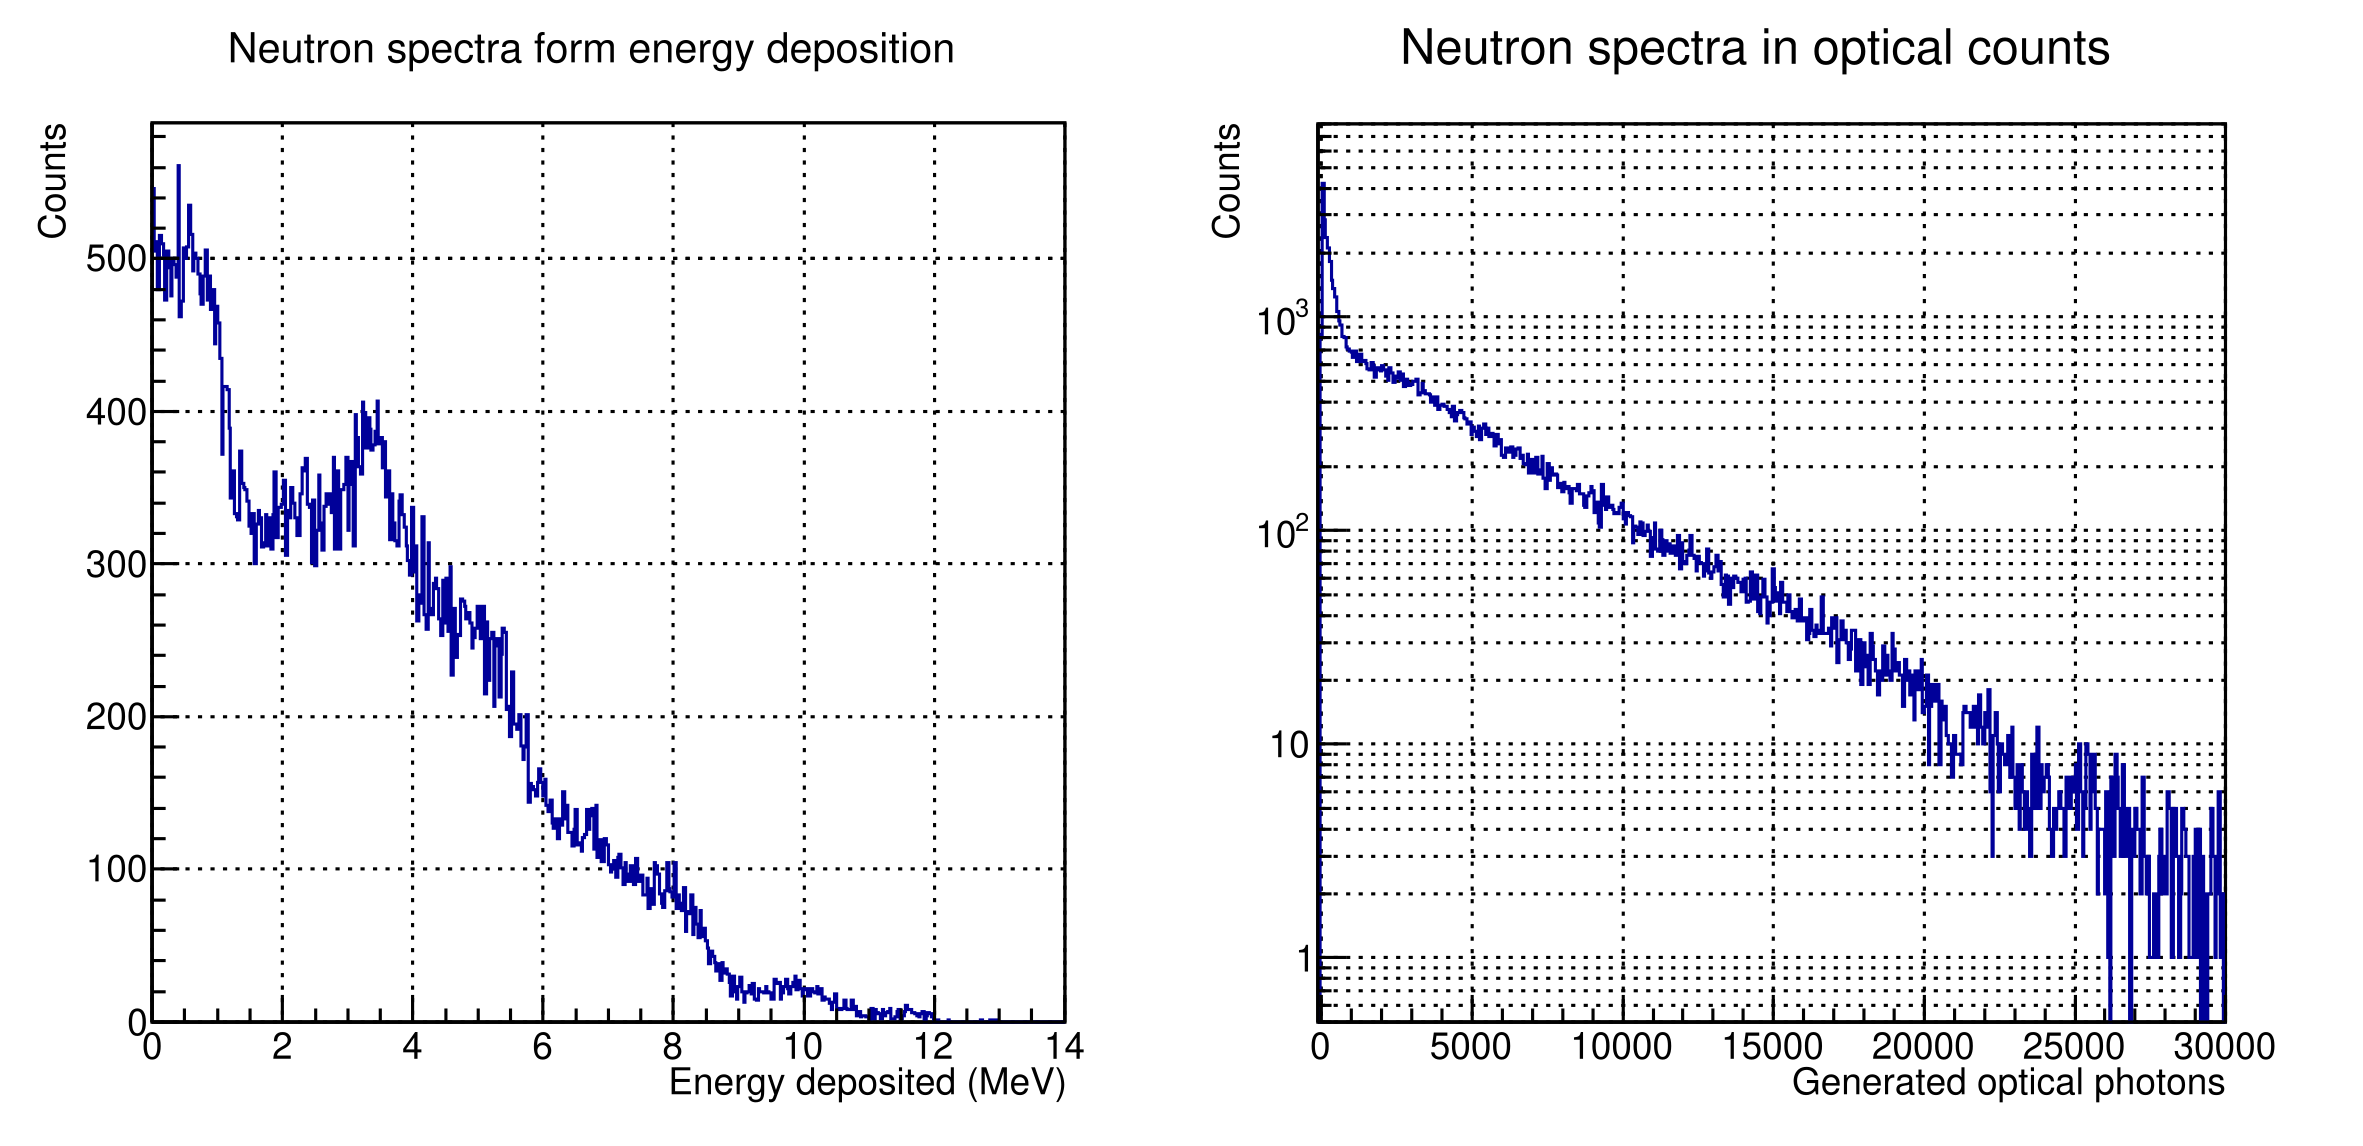 Neutron spectra form energy deposition
Counts
500
400
300
200
100
0
0 2 4 6 8 10 12 14
Energy deposited (MeV)
Neutron spectra in optical counts
Counts
10³
10²
10
1
0 5000 10000 15000 20000 25000 30000
Generated optical photons